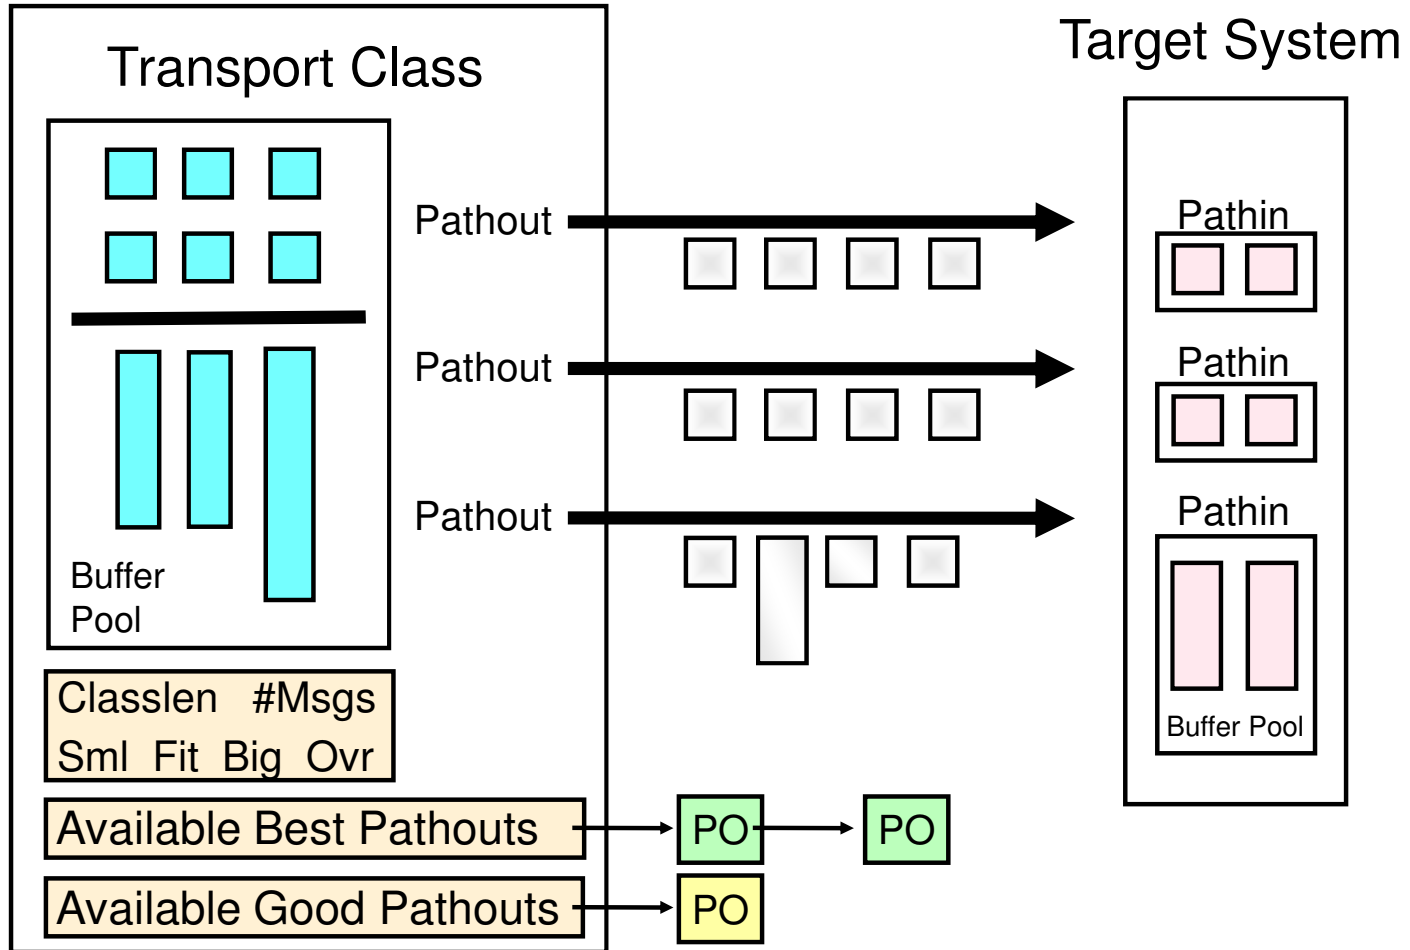 Transport Class
Target System
Pathout
Pathin
Pathout
Pathin
Pathout
Pathin
Buffer
Pool
Buffer Pool
Classlen #Msgs
Sml Fit Big Ovr
Available Best Pathouts
PO
PO
Available Good Pathouts
PO